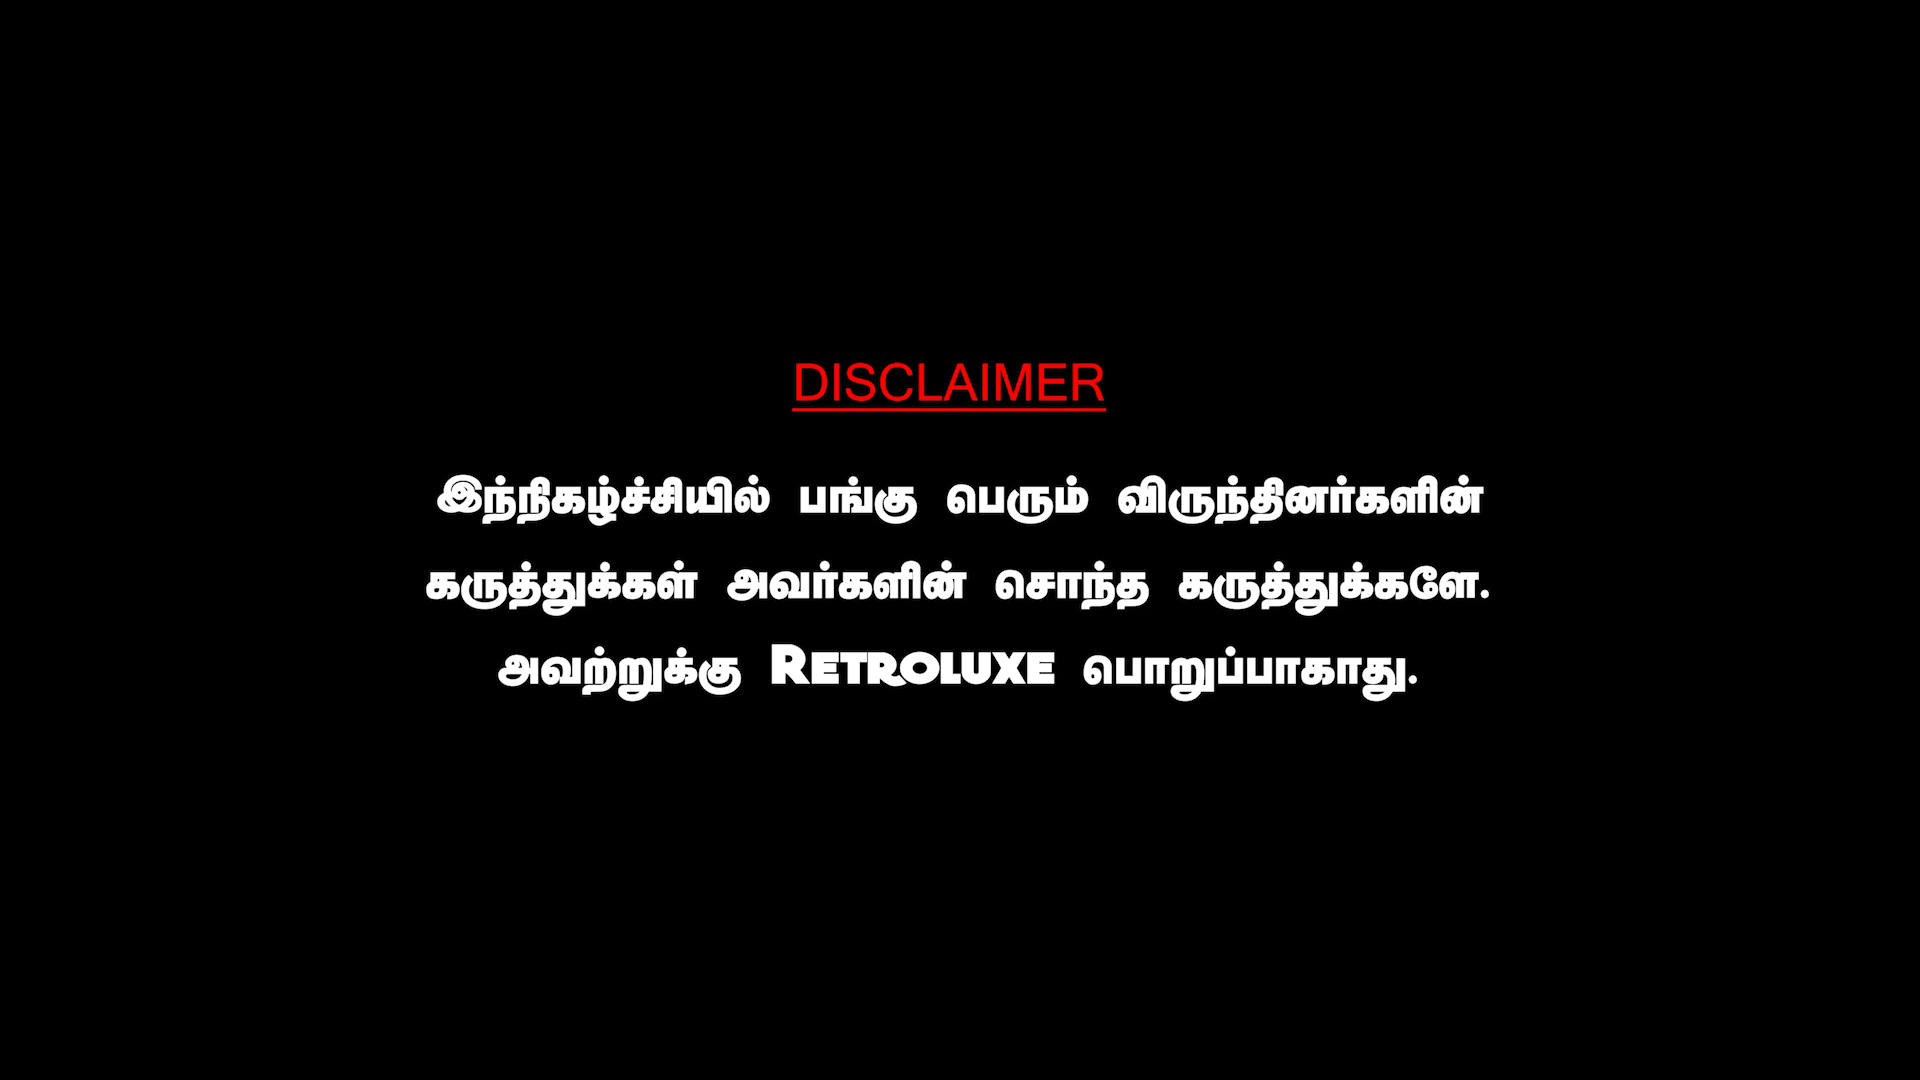 DISCLAIMER
இந்நிகழ்ச்சியில் பங்கு பெரும் விருந்தினர்களின்
கருத்துக்கள் அவர்களின் சொந்த கருத்துக்களே.
அவற்றுக்கு RETROLUXE பொறுப்பாகாது.